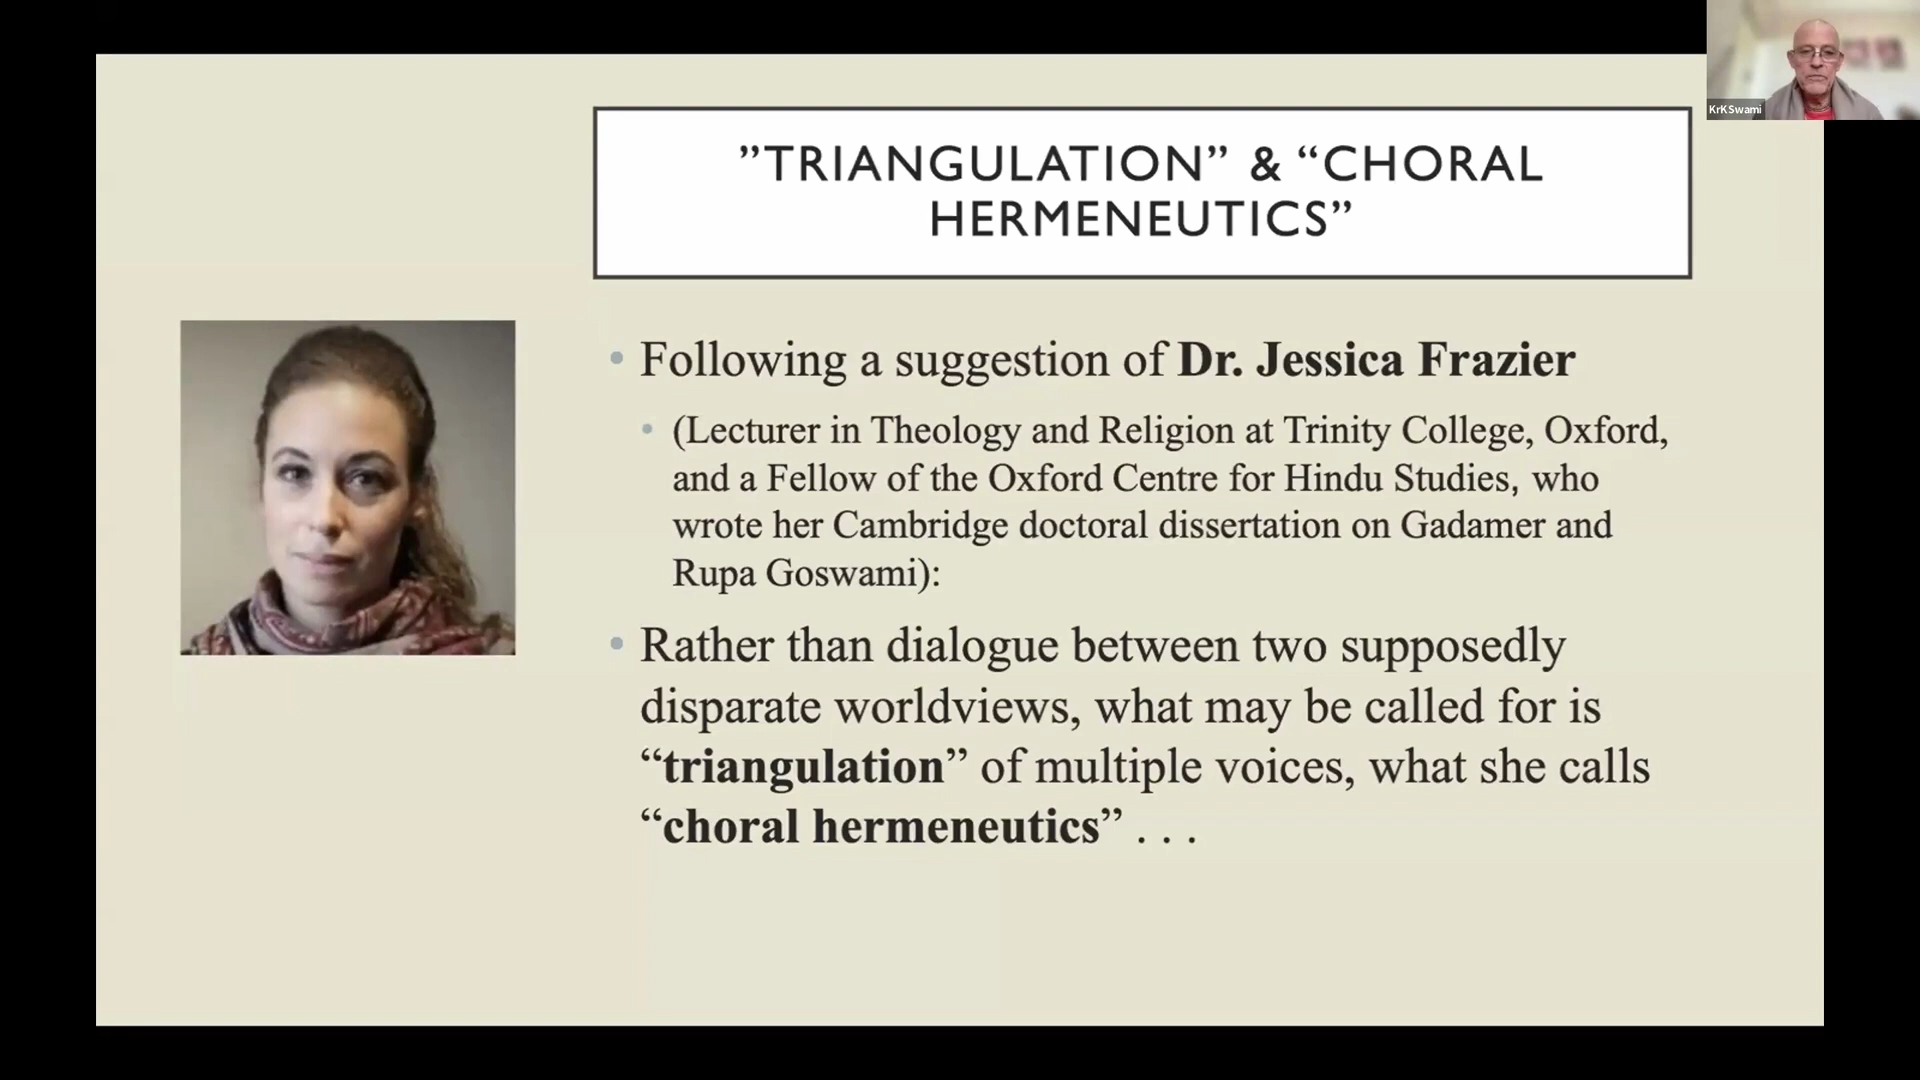 ”TRIANGULATION” & “CHORAL
HERMENEUTICS”
• Following a suggestion of Dr. Jessica Frazier
• (Lecturer in Theology and Religion at Trinity College, Oxford,
and a Fellow of the Oxford Centre for Hindu Studies, who
wrote her Cambridge doctoral dissertation on Gadamer and
Rupa Goswami):
• Rather than dialogue between two supposedly
disparate worldviews, what may be called for is
“triangulation” of multiple voices, what she calls
“choral hermeneutics” . . .
KrKSwami